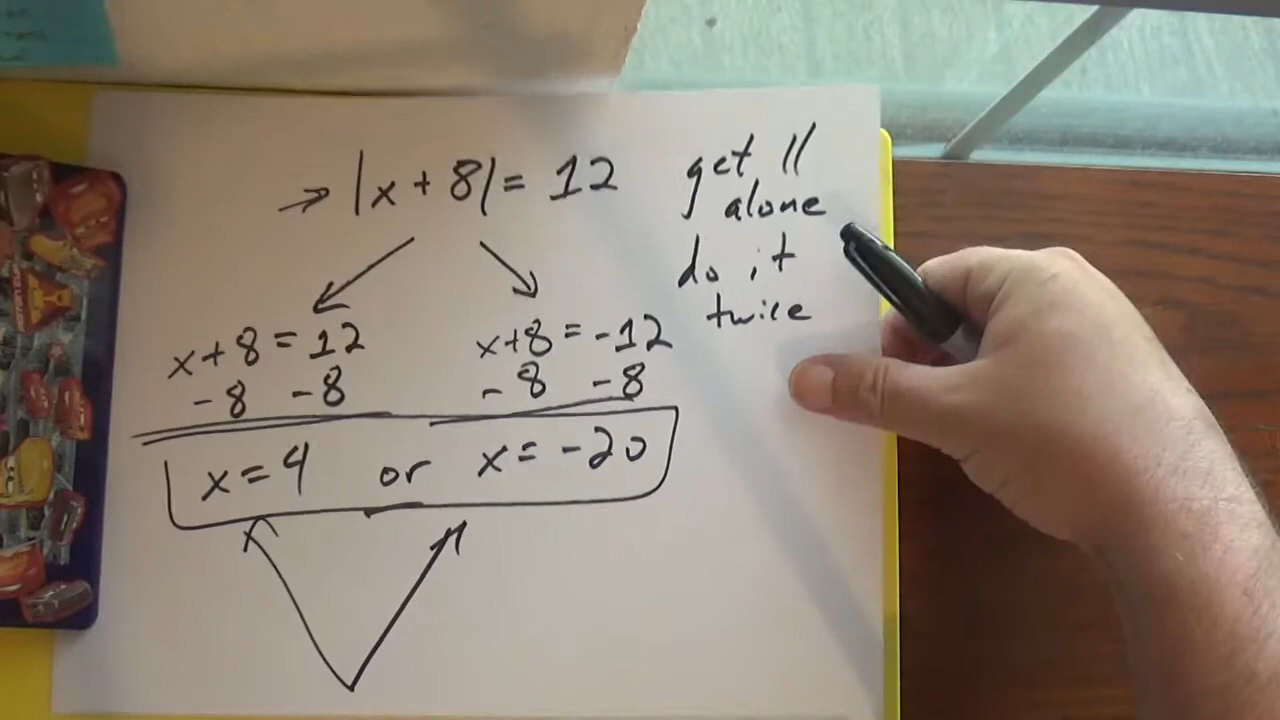 → |x + 8| = 12
get ||
alone
do it
twice
x + 8 = 12
x + 8 = -12
-8 -8
-8 -8
x = 4 or x = -20